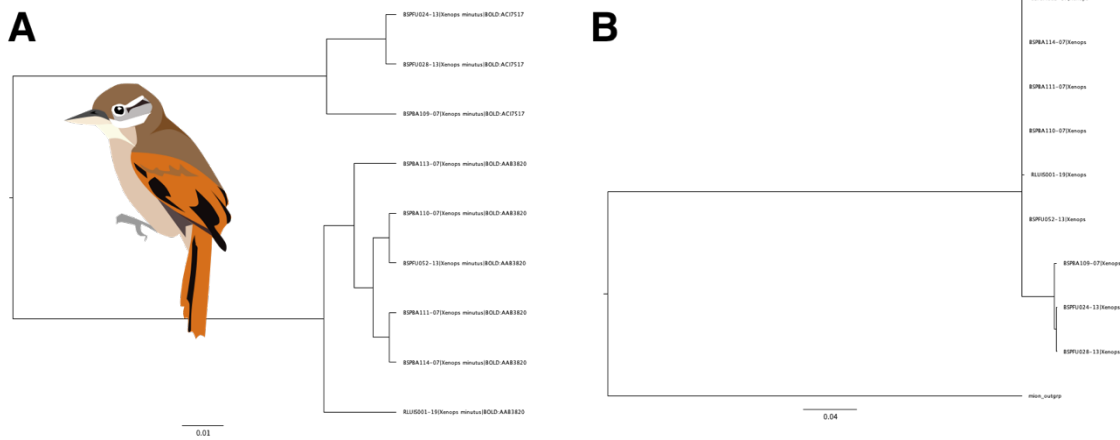 A
BSPFU024-13|Xenops minutus|BOLD:ACI7517
BSPFU028-13|Xenops minutus|BOLD:ACI7517
BSPBA109-07|Xenops minutus|BOLD:ACI7517
BSPBA113-07|Xenops minutus|BOLD:AAB3820
BSPBA110-07|Xenops minutus|BOLD:AAB3820
BSPFU052-13|Xenops minutus|BOLD:AAB3820
BSPBA111-07|Xenops minutus|BOLD:AAB3820
BSPBA114-07|Xenops minutus|BOLD:AAB3820
RLUIS001-19|Xenops minutus|BOLD:AAB3820
0.01
B
BSPBA114-07|Xenops
BSPBA111-07|Xenops
BSPBA110-07|Xenops
RLUIS001-19|Xenops
BSPFU052-13|Xenops
BSPBA109-07|Xenops
BSPFU024-13|Xenops
BSPFU028-13|Xenops
mion_outgrp
0.04